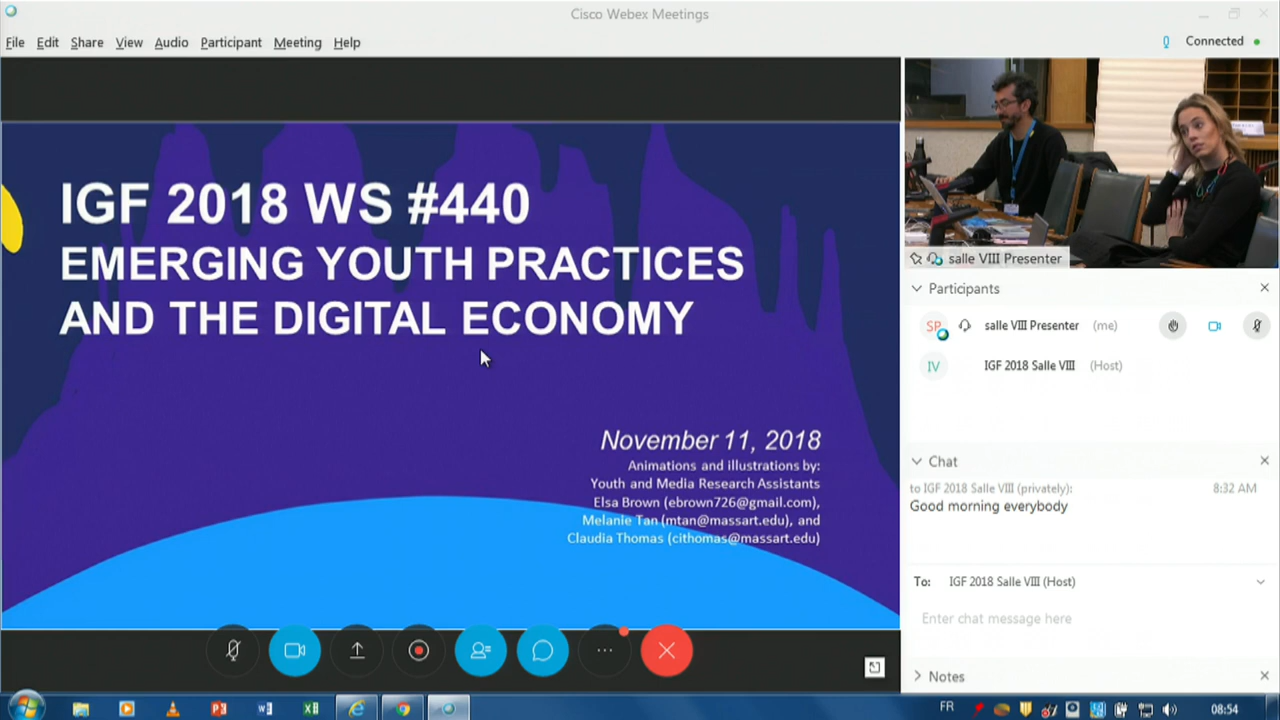 Cisco Webex Meetings
File Edit Share View Audio Participant Meeting Help
Connected
IGF 2018 WS #440
EMERGING YOUTH PRACTICES
AND THE DIGITAL ECONOMY
November 11, 2018
Animations and illustrations by:
Youth and Media Research Assistants
Elsa Brown (ebrown726@gmail.com),
Melanie Tan (mtan@massart.edu), and
Claudia Thomas (cithomas@massart.edu)
salle VIII Presenter
Participants
SP salle VIII Presenter (me)
IV IGF 2018 Salle VIII (Host)
Chat
to IGF 2018 Salle VIII (privately): 8:32 AM
Good morning everybody
To: IGF 2018 Salle VIII (Host)
Enter chat message here
Notes
FR 08:54